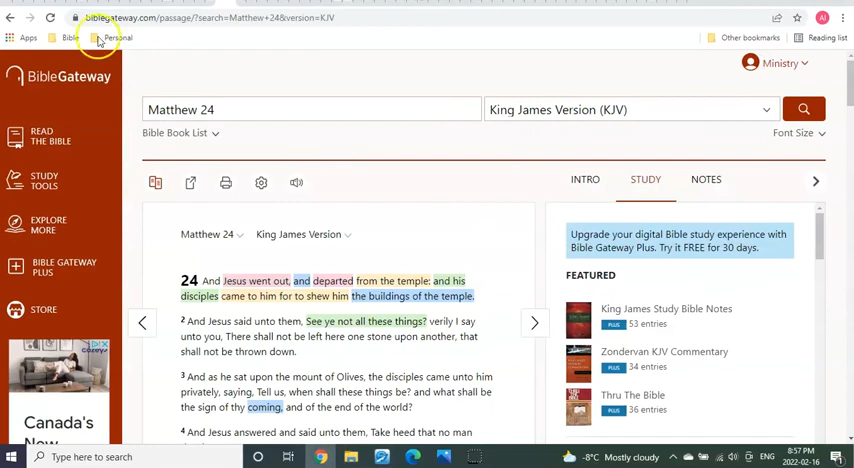 biblegateway.com/passage/?search=Matthew+24&version=KJV
AI
Apps Bible Personal Other bookmarks Reading list
BibleGateway
Ministry
Matthew 24
King James Version (KJV)
Bible Book List
Font Size
READ
THE BIBLE
STUDY
TOOLS
EXPLORE
MORE
BIBLE GATEWAY
PLUS
STORE
Canada's
New
INTRO STUDY NOTES
Matthew 24 King James Version
24 And Jesus went out, and departed from the temple: and his
disciples came to him for to shew him the buildings of the temple.
2 And Jesus said unto them, See ye not all these things? verily I say
unto you, There shall not be left here one stone upon another, that
shall not be thrown down.
3 And as he sat upon the mount of Olives, the disciples came unto him
privately, saying, Tell us, when shall these things be? and what shall be
the sign of thy coming, and of the end of the world?
4 And Jesus answered and said unto them, Take heed that no man
Upgrade your digital Bible study experience with
Bible Gateway Plus. Try it FREE for 30 days.
FEATURED
King James Study Bible Notes
PLUS 53 entries
Zondervan KJV Commentary
PLUS 34 entries
Thru The Bible
PLUS 36 entries
Type here to search
-8°C Mostly cloudy
ENG
8:57 PM
2022-02-16